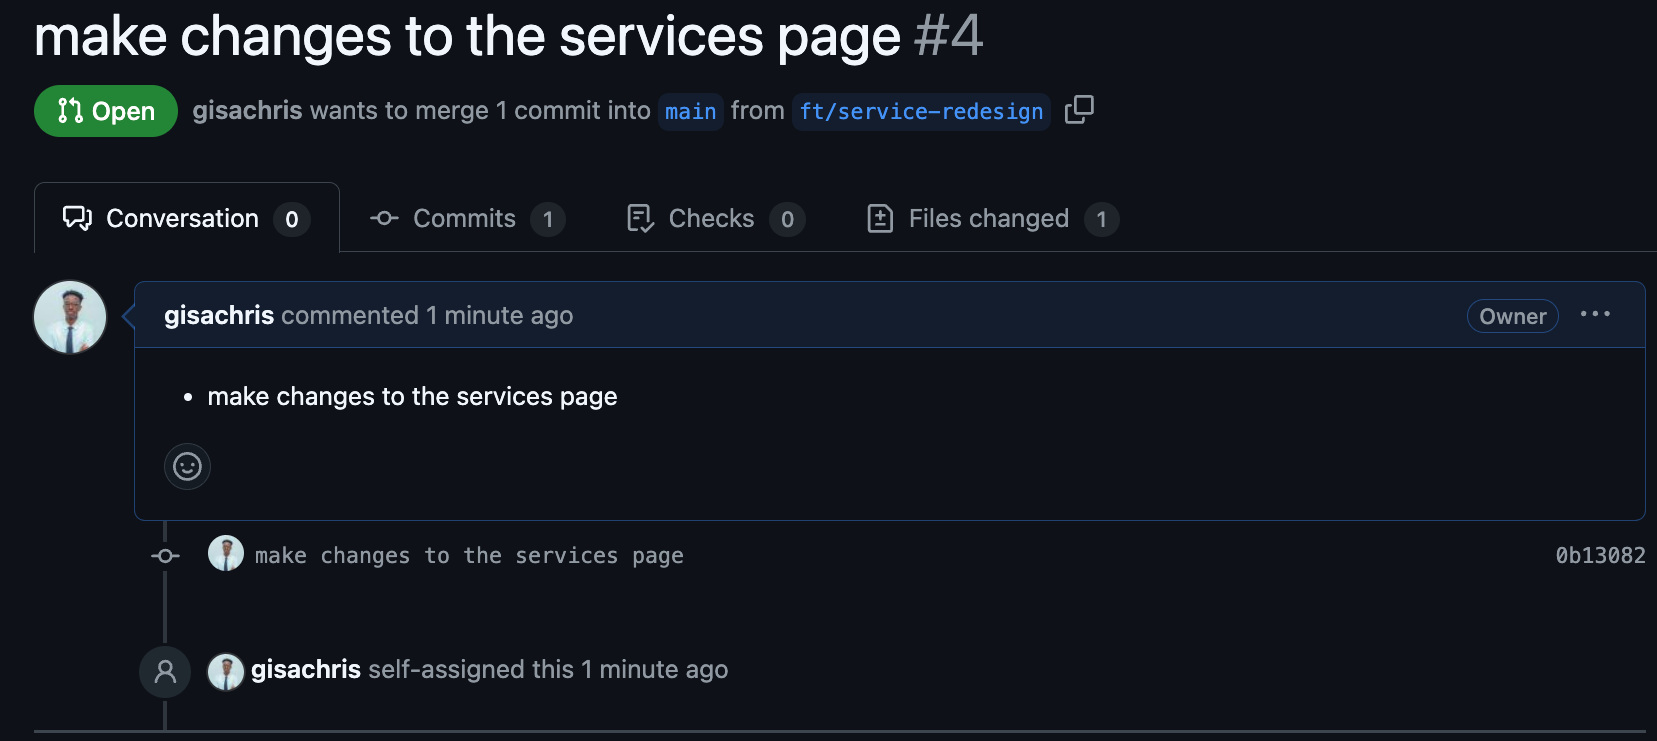 make changes to the services page #4
Open gisachris wants to merge 1 commit into main from ft/service-redesign
Conversation 0 Commits 1 Checks 0 Files changed 1
gisachris commented 1 minute ago Owner
• make changes to the services page
make changes to the services page 0b13082
gisachris self-assigned this 1 minute ago